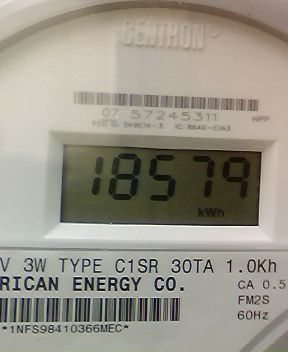 CENTRON®
07 57245311
HPP
18579
kWh
V 3W TYPE C1SR 30TA 1.0Kh
RICAN ENERGY CO.
CA 0.5
FM2S
60Hz
*1NFS98410366MEC*